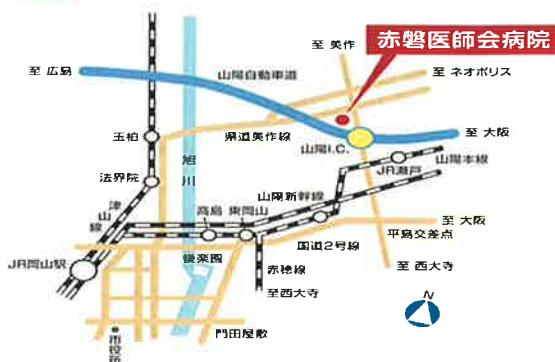 赤磐医師会病院
至 美作
至 広島
山陽自動車道
至 ネオポリス
玉柏
県道美作線
山陽I.C.
至 大阪
旭川
山陽本線
JR瀬戸
法界院
山陽新幹線
津山線
高島
東岡山
至 大阪
国道2号線
平島交差点
JR岡山駅
後楽園
赤穂線
至 西大寺
至西大寺
N
門田屋敷
市役所